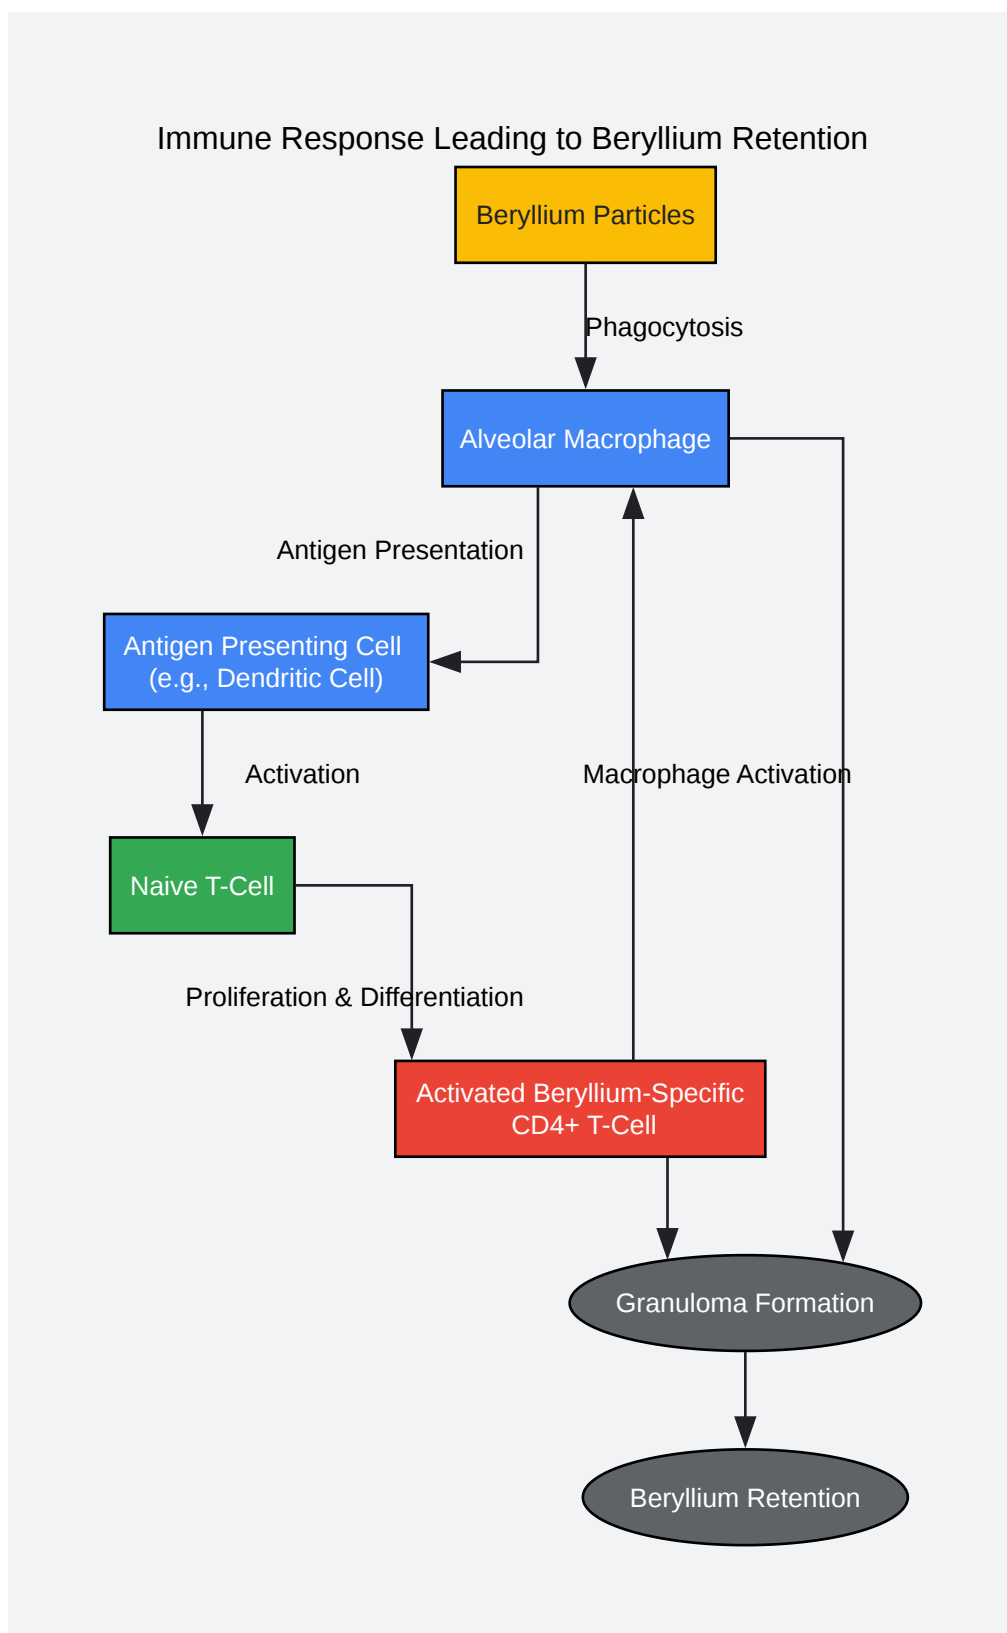 Immune Response Leading to Beryllium Retention
Beryllium Particles
Phagocytosis
Alveolar Macrophage
Antigen Presentation
Antigen Presenting Cell
(e.g., Dendritic Cell)
Activation
Macrophage Activation
Naive T-Cell
Proliferation & Differentiation
Activated Beryllium-Specific
CD4+ T-Cell
Granuloma Formation
Beryllium Retention